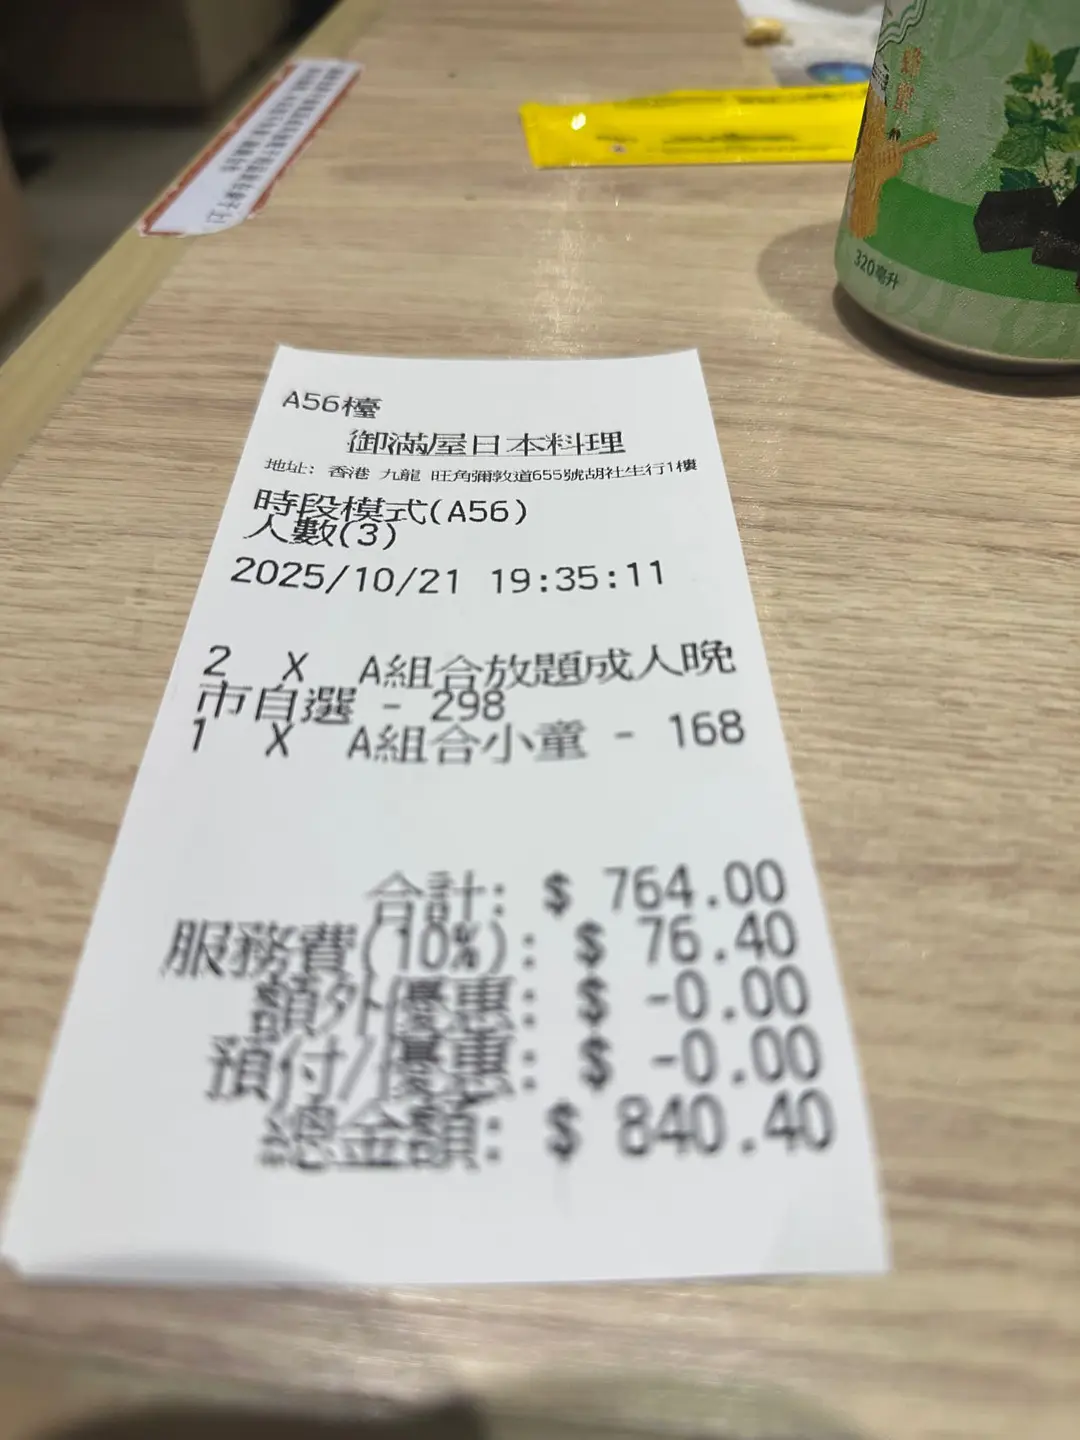 320毫升
A56檯
御滿屋日本料理
地址: 香港 九龍 旺角彌敦道655號胡社生行1樓
時段模式(A56)
人數(3)
2025/10/21 19:35:11
2 X A組合放題成人晚
市自選 - 298
1 X A組合小童 - 168
合計: $ 764.00
服務費(10%): $ 76.40
額外優惠: $ -0.00
預付/優惠: $ -0.00
總金額: $ 840.40